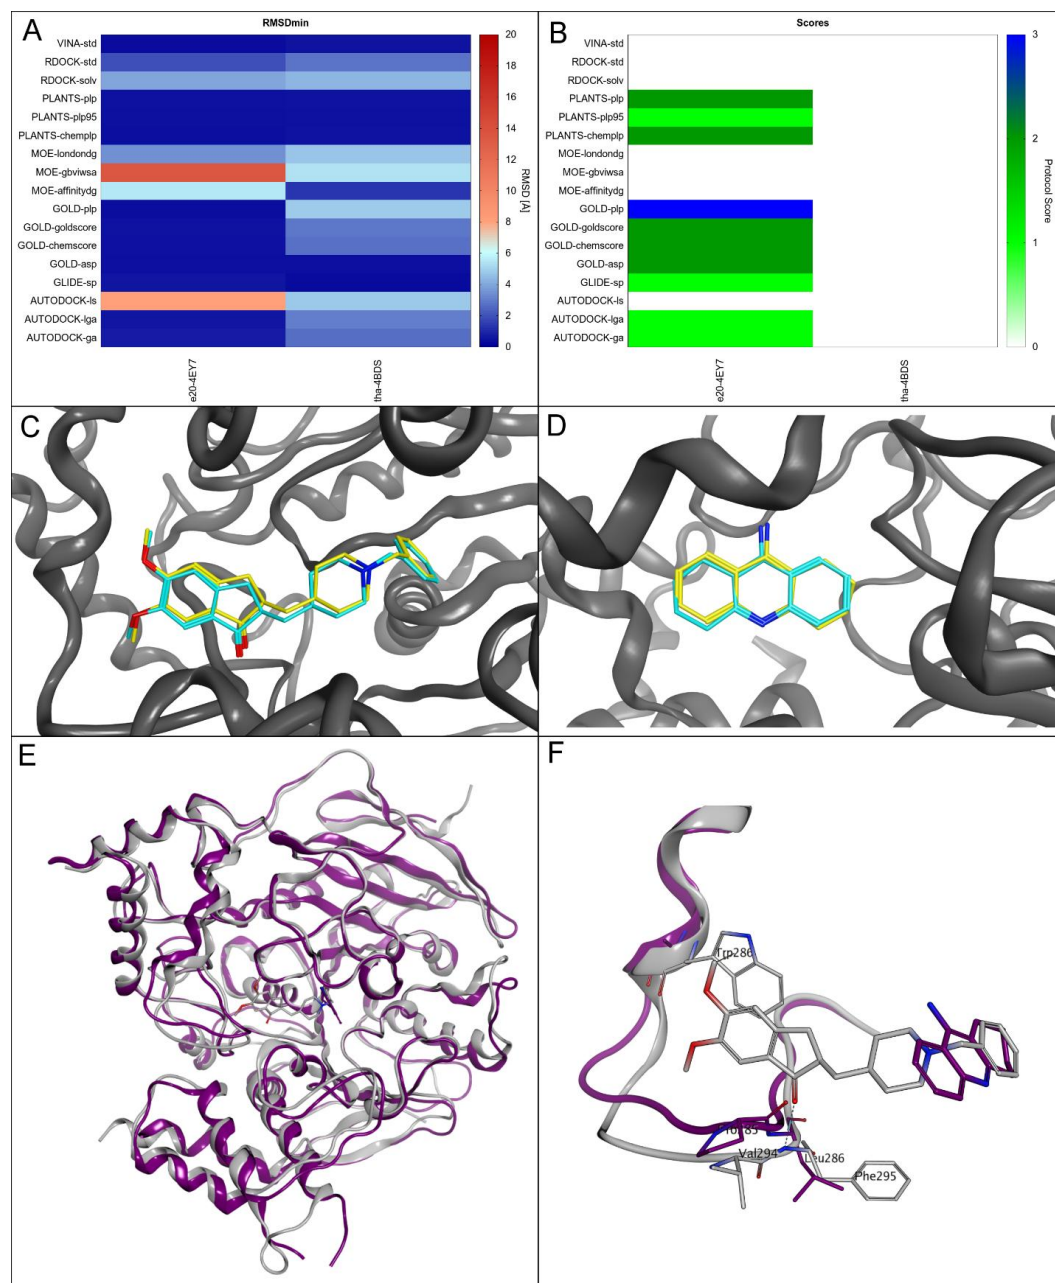 A
RMSDmin
VINA-std
RDOCK-std
RDOCK-solv
PLANTS-plp
PLANTS-plp95
PLANTS-chemplp
MOE-londondg
MOE-gbviwsa
MOE-affinitydg
GOLD-plp
GOLD-goldscore
GOLD-chemscore
GOLD-asp
GLIDE-sp
AUTODOCK-ls
AUTODOCK-lga
AUTODOCK-ga
e20-4EY7
tha-4BDS
20
18
16
14
12
10
8
6
4
2
0
RMSD [A]
B
Scores
VINA-std
RDOCK-std
RDOCK-solv
PLANTS-plp
PLANTS-plp95
PLANTS-chemplp
MOE-londondg
MOE-gbviwsa
MOE-affinitydg
GOLD-plp
GOLD-goldscore
GOLD-chemscore
GOLD-asp
GLIDE-sp
AUTODOCK-ls
AUTODOCK-lga
AUTODOCK-ga
e20-4EY7
tha-4BDS
3
2
1
0
Protocol Score
C
D
E
F
Trp286
Val294
Leu286
Phe295